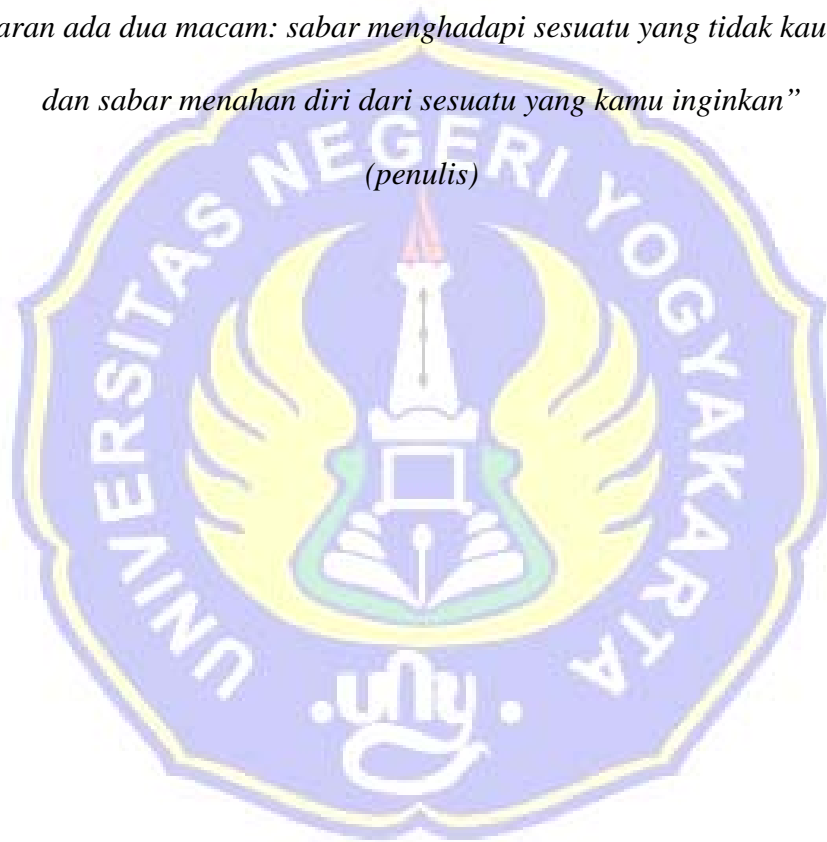 aran ada dua macam: sabar menghadapi sesuatu yang tidak kau
dan sabar menahan diri dari sesuatu yang kamu inginkan”
(penulis)
UNIVERSITAS NEGERI YOGYAKARTA
uny